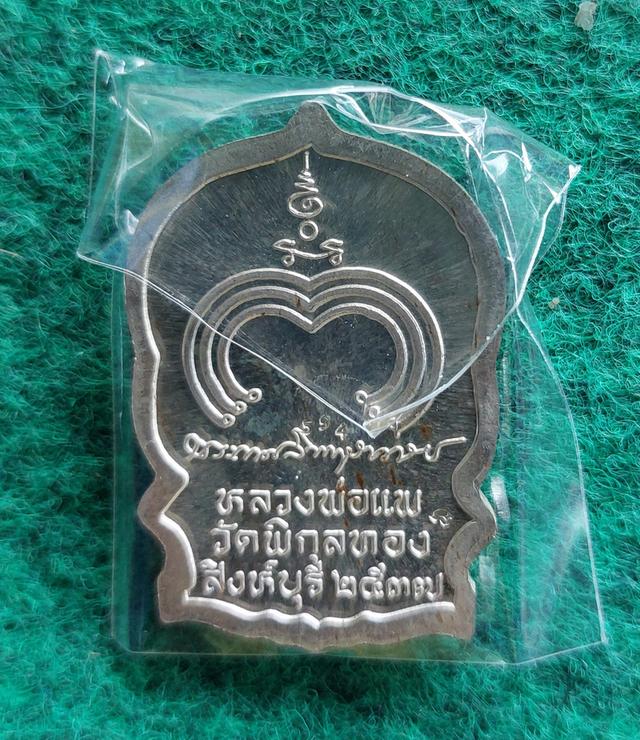 หลวงพ่อแพ
วัดพิกุลทอง
สิงห์บุรี ๒๕๓๗